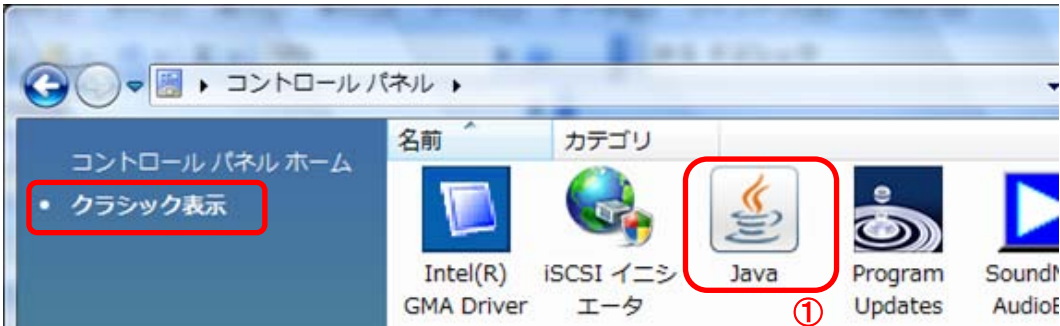 コントロール パネル
名前 カテゴリ
コントロール パネル ホーム
• クラシック表示
Intel(R) GMA Driver
iSCSI イニシエータ
Java
①
Program Updates